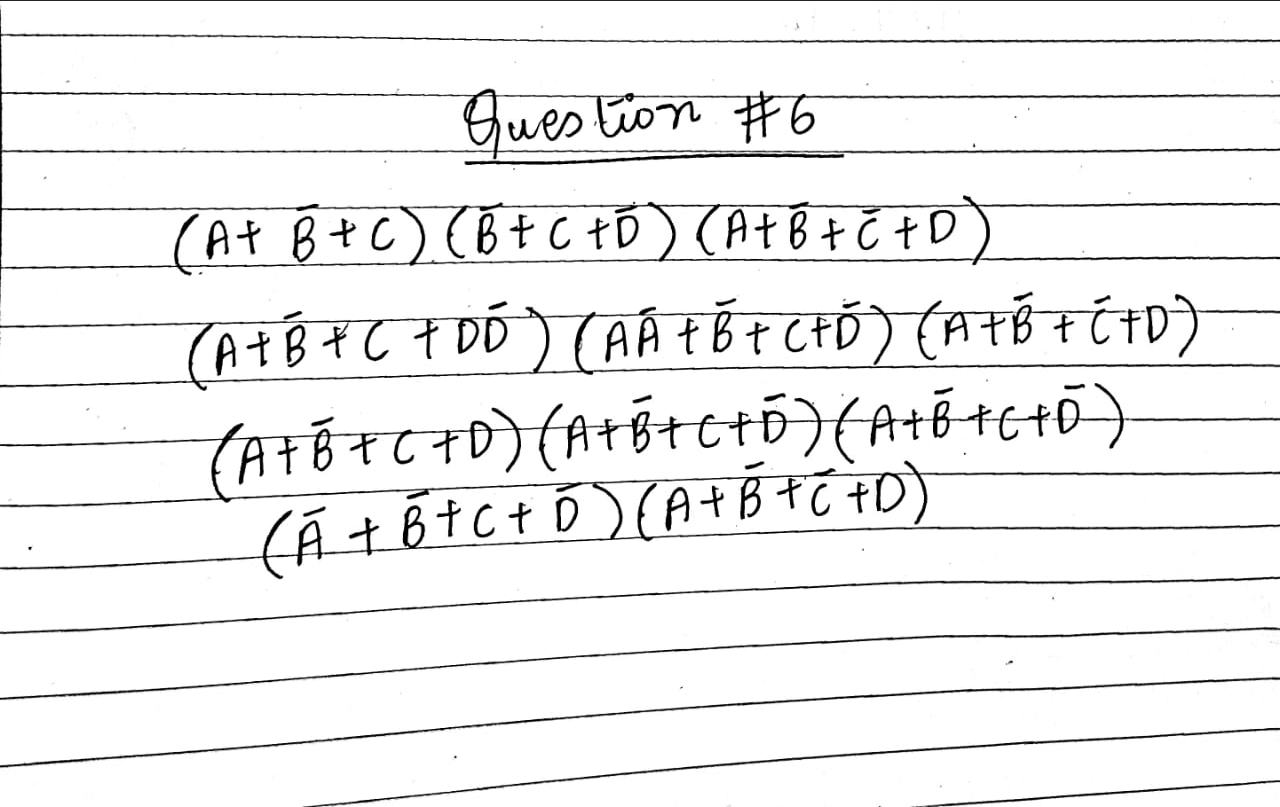 Question #6
(A+ B̄ + C) (B̄ + C + D̄) (A + B̄ + C̄ + D)
(A + B̄ + C + DD̄) (AĀ + B̄ + C + D̄) (A + B̄ + C̄ + D)
(A + B̄ + C + D) (A + B̄ + C + D̄) (A + B̄ + C + D̄)
(Ā + B̄ + C + D̄) (A + B̄ + C̄ + D)